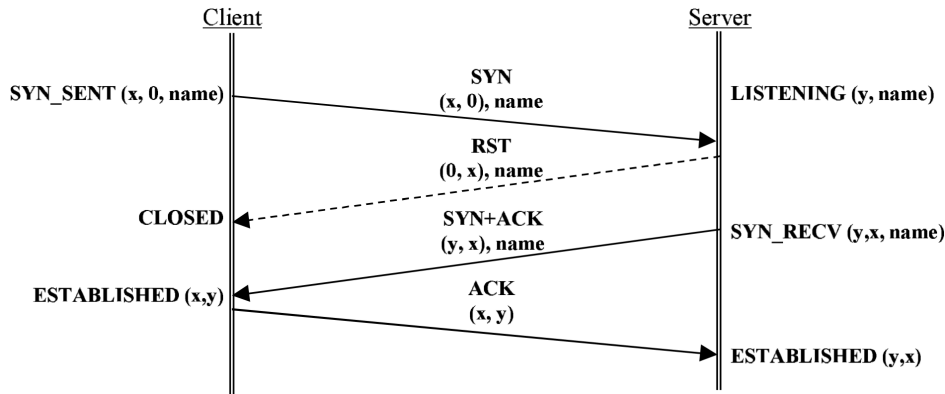 Client
Server
SYN
SYN_SENT (x, 0, name)
(x, 0), name
LISTENING (y, name)
RST
(0, x), name
CLOSED
SYN+ACK
(y, x), name
SYN_RECV (y,x, name)
ESTABLISHED (x,y)
ACK
(x, y)
ESTABLISHED (y,x)